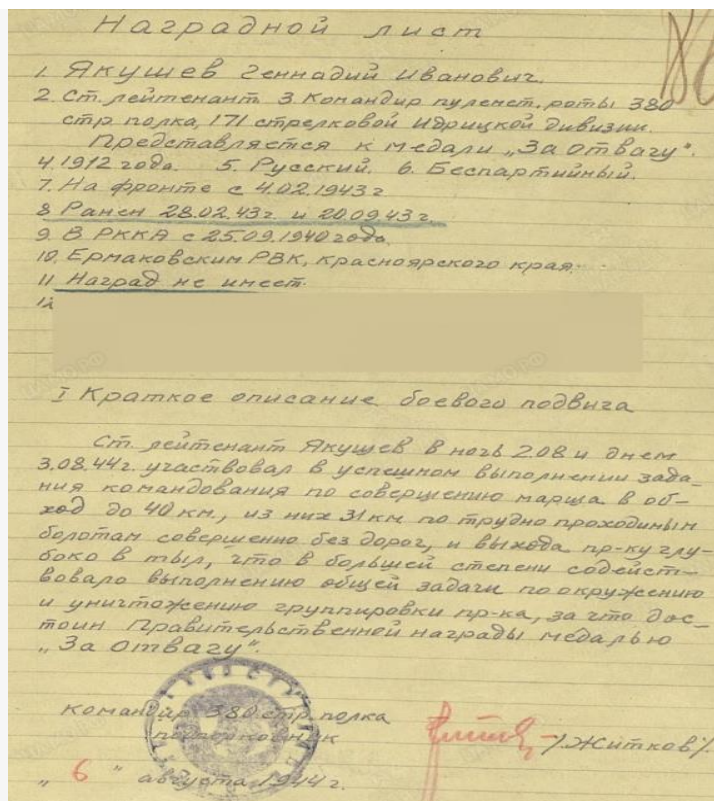 Наградной лист
1. Якушев Геннадий Иванович.
2. Ст. лейтенант 3. Командир пулемет. роты 380
стр полка, 171 стрелковой Идрицкой дивизии.
Представляется к медали „За отвагу".
4. 1912 года. 5. Русский. 6. Беспартийный.
7. На фронте с 4.02.1943 г
8 Ранен 28.02.43 г. и 20.09.43 г.
9. В РККА с 25.09.1940 года.
10. Ермаковским РВК, Красноярского края.
11 Наград не имеет.
12
I Краткое описание боевого подвига
Ст. лейтенант Якушев в ночь 2.08 и днем
3.08.44 г. участвовал в успешном выполнении зада-
ния командования по совершению марша в об-
ход до 40 км., из них 31 км по трудно проходимым
болотам совершенно без дорог, и выхода пр-ку глу-
боко в тыл, что в большей степени содейст-
вовало выполнению общей задачи по окружению
и уничтожению группировки пр-ка, за что дос-
тоин Правительственной награды медалью
„За отвагу".
Командир 380 стр. полка
подполковник /Житков/.
„ 6 " августа 1944 г.